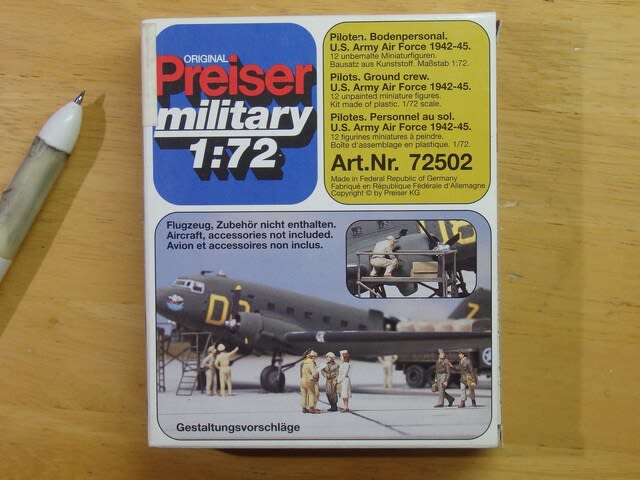 ORIGINAL
Preiser
military
1:72
Piloten. Bodenpersonal.
U.S. Army Air Force 1942-45.
12 unbemalte Miniaturfiguren.
Bausatz aus Kunststoff. Maßstab 1:72.
Pilots. Ground crew.
U.S. Army Air Force 1942-45.
12 unpainted miniature figures.
Kit made of plastic. 1/72 scale.
Pilotes. Personnel au sol.
U.S. Army Air Force 1942-45.
12 figurines miniatures à peindre.
Boîte d'assemblage en plastique. 1/72.
Art.Nr. 72502
Made in Federal Republic of Germany
Fabriqué en République Fédérale d'Allemagne
Copyright © by Preiser KG
Flugzeug, Zubehör nicht enthalten.
Aircraft, accessories not included.
Avion et accessoires non inclus.
D
Z
Gestaltungsvorschläge